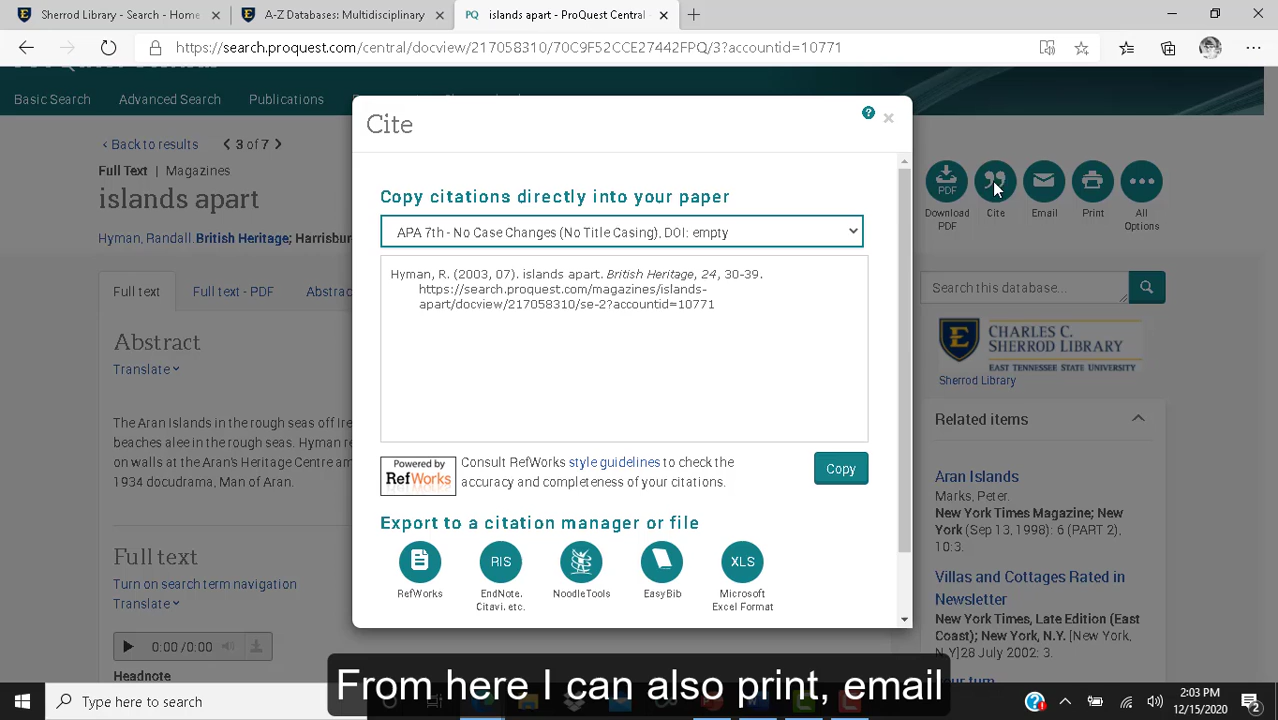 Sherrod Library - Search - Home
A-Z Databases: Multidisciplinary
PQ islands apart - ProQuest Central -
https://search.proquest.com/central/docview/217058310/70C9F52CCE27442FPQ/3?accountid=10771
Basic Search Advanced Search Publications
Back to results 3 of 7
Full Text | Magazines
islands apart
Hyman, Randall. British Heritage; Harrisbur
Full text Full text - PDF Abstrac
Abstract
Translate
The Aran Islands in the rough seas off Ire
beaches alee in the rough seas. Hyman re
on walls at the Aran's Heritage Centre am
1934 docudrama, Man of Aran.
Full text
Turn on search term navigation
Translate
0:00 /0:00
Headnote
Cite
?
Copy citations directly into your paper
APA 7th - No Case Changes (No Title Casing), DOI: empty
Hyman, R. (2003, 07). islands apart. British Heritage, 24, 30-39.
https://search.proquest.com/magazines/islands-
apart/docview/217058310/se-2?accountid=10771
Powered by
RefWorks
Consult RefWorks style guidelines to check the
accuracy and completeness of your citations.
Copy
Export to a citation manager or file
RIS XLS
RefWorks EndNote, Citavi, etc. NoodleTools EasyBib Microsoft Excel Format
PDF
Download PDF Cite Email Print All Options
Search this database...
CHARLES C.
SHERROD LIBRARY
EAST TENNESSEE STATE UNIVERSITY
Sherrod Library
Related items
Aran Islands
Marks, Peter.
New York Times Magazine; New
York (Sep 13, 1998): 6 (PART 2),
10:3.
Villas and Cottages Rated in
Newsletter
New York Times, Late Edition (East
Coast); New York, N.Y. [New York,
N.Y]28 July 2002: 3.
From here I can also print, email
Type here to search
2:03 PM
12/15/2020
2